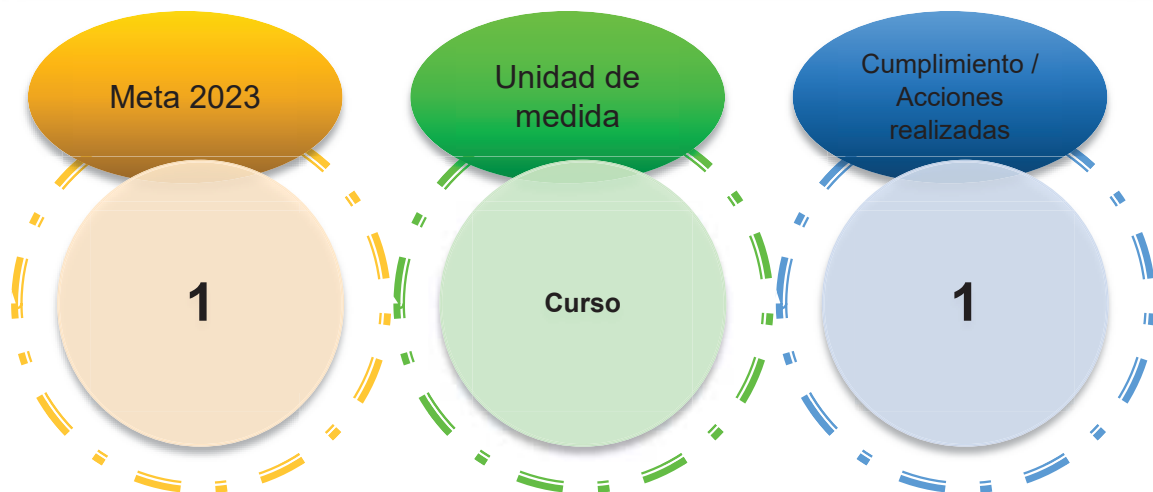 Meta 2023
Unidad de
medida
Cumplimiento /
Acciones
realizadas
1
Curso
1